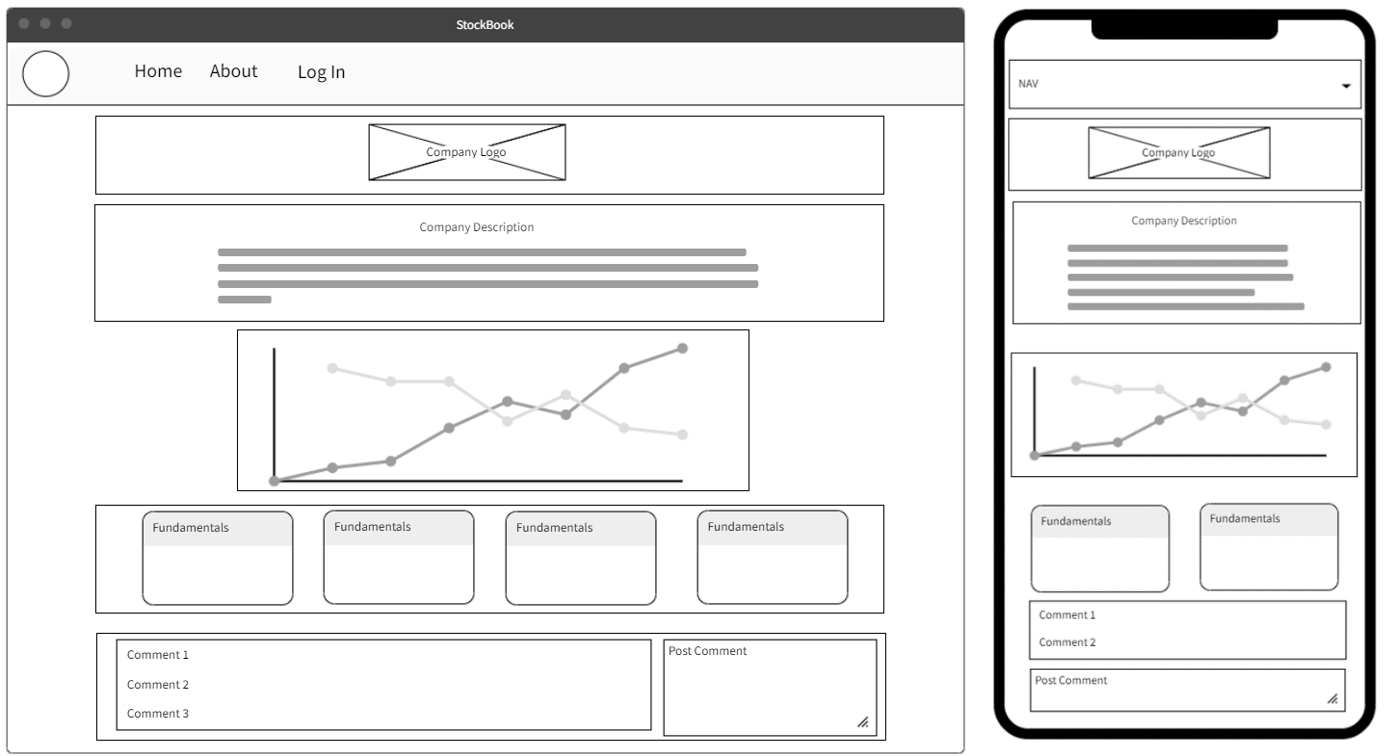 StockBook
Home About Log In
Company Logo
Company Description
Fundamentals Fundamentals Fundamentals Fundamentals
Comment 1
Comment 2
Comment 3
Post Comment
NAV
Company Logo
Company Description
Fundamentals Fundamentals
Comment 1
Comment 2
Post Comment